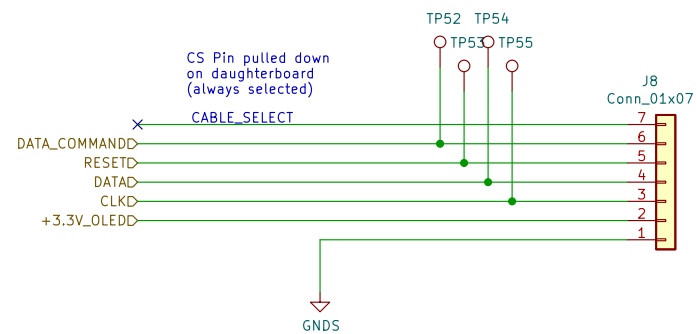 TP52 TP54
TP53 TP55
CS Pin pulled down
on daughterboard
(always selected)
J8
Conn_01x07
CABLE_SELECT 7
DATA_COMMAND 6
RESET 5
DATA 4
CLK 3
+3.3V_OLED 2
1
GNDS